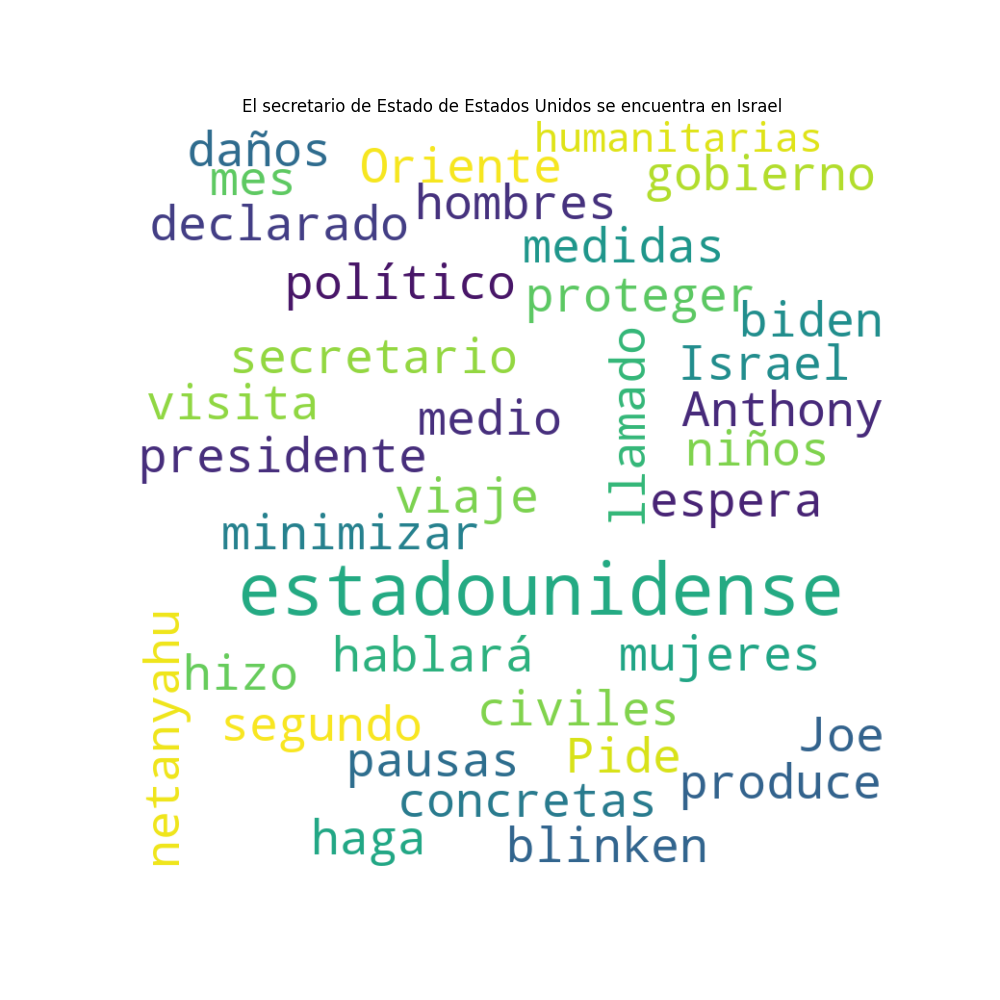 El secretario de Estado de Estados Unidos se encuentra en Israel
humanitarias
daños
Oriente
mes
gobierno
hombres
declarado
medidas
político
proteger
biden
secretario
Israel
llamado
visita
medio
Anthony
presidente
niños
viaje
espera
minimizar
estadounidense
netanyahu
hablará
mujeres
hizo
civiles
segundo
Joe
pausas
Pide
produce
concretas
haga
blinken